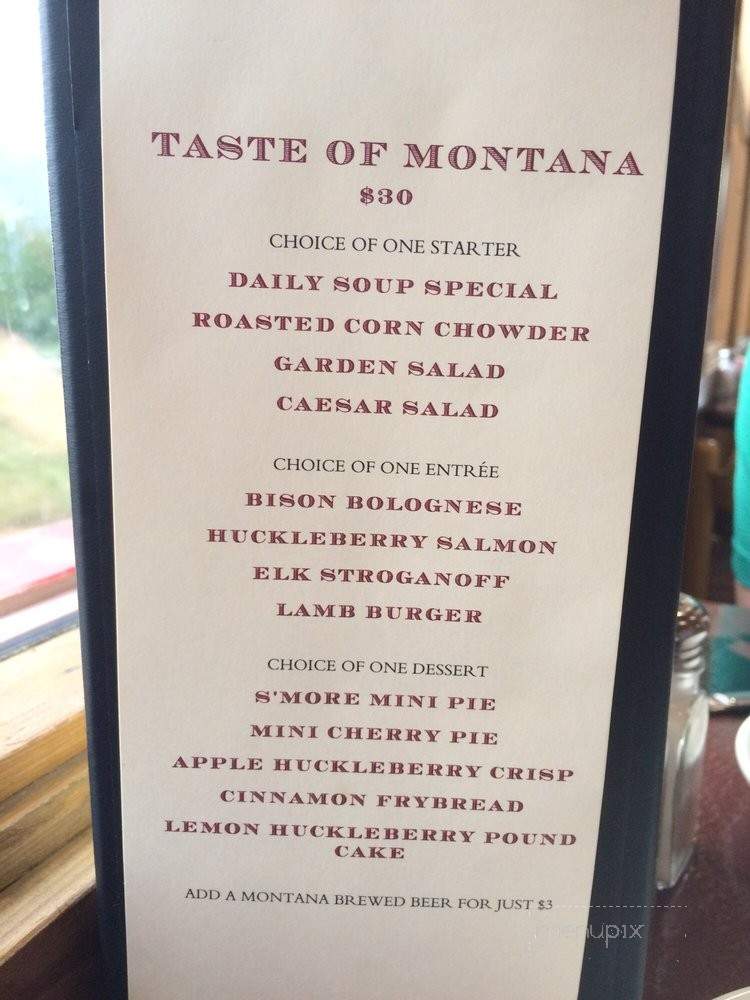 TASTE OF MONTANA
$30
CHOICE OF ONE STARTER
DAILY SOUP SPECIAL
ROASTED CORN CHOWDER
GARDEN SALAD
CAESAR SALAD
CHOICE OF ONE ENTRÉE
BISON BOLOGNESE
HUCKLEBERRY SALMON
ELK STROGANOFF
LAMB BURGER
CHOICE OF ONE DESSERT
S'MORE MINI PIE
MINI CHERRY PIE
APPLE HUCKLEBERRY CRISP
CINNAMON FRYBREAD
LEMON HUCKLEBERRY POUND
CAKE
ADD A MONTANA BREWED BEER FOR JUST $3
menupix